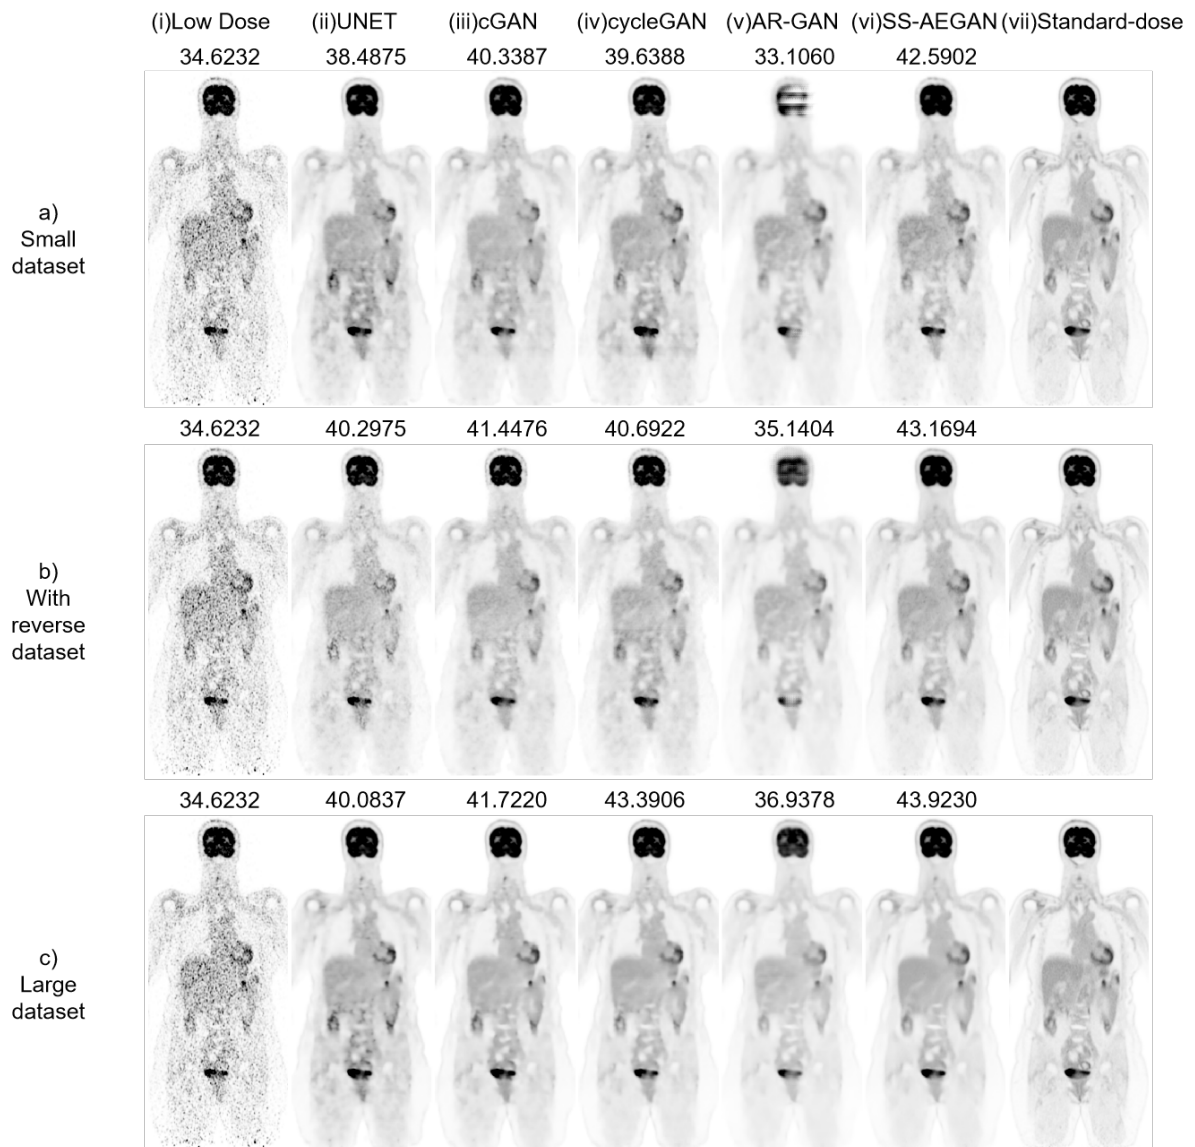 (i)Low Dose (ii)UNET (iii)cGAN (iv)cycleGAN (v)AR-GAN (vi)SS-AEGAN (vii)Standard-dose
34.6232 38.4875 40.3387 39.6388 33.1060 42.5902
a)
Small
dataset
34.6232 40.2975 41.4476 40.6922 35.1404 43.1694
b)
With
reverse
dataset
34.6232 40.0837 41.7220 43.3906 36.9378 43.9230
c)
Large
dataset